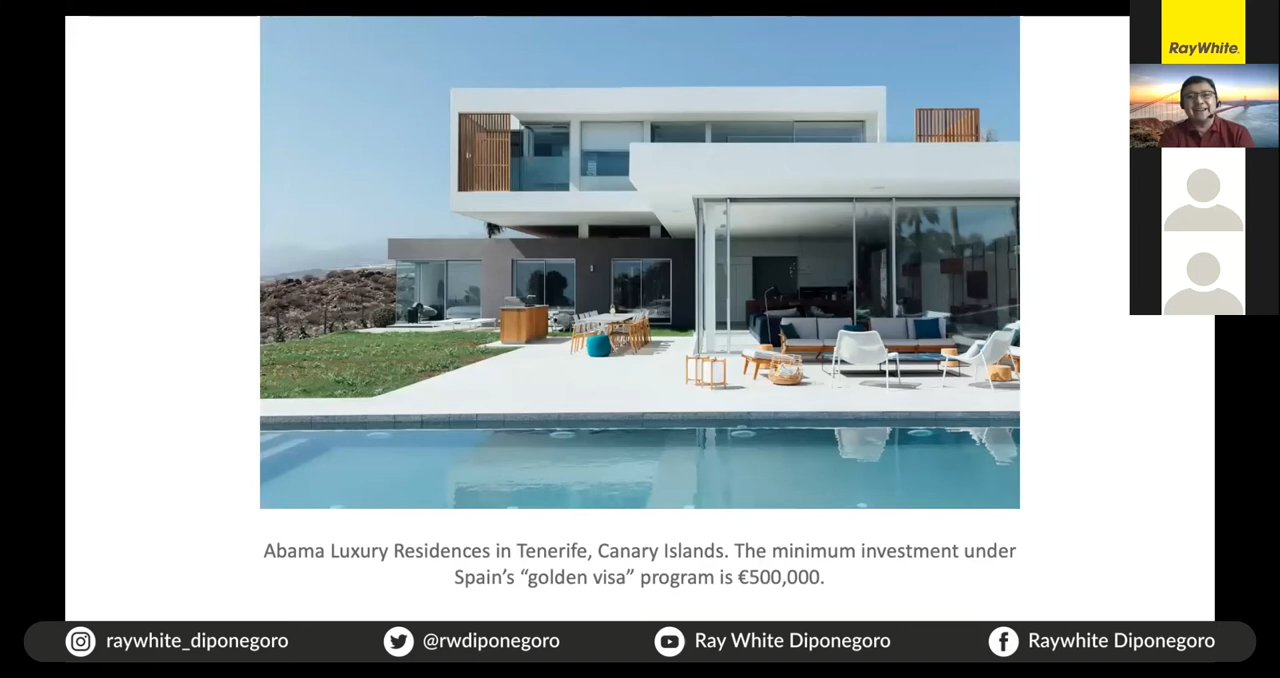 RayWhite.
Abama Luxury Residences in Tenerife, Canary Islands. The minimum investment under
Spain’s “golden visa” program is €500,000.
raywhite_diponegoro
@rwdiponegoro
Ray White Diponegoro
Raywhite Diponegoro